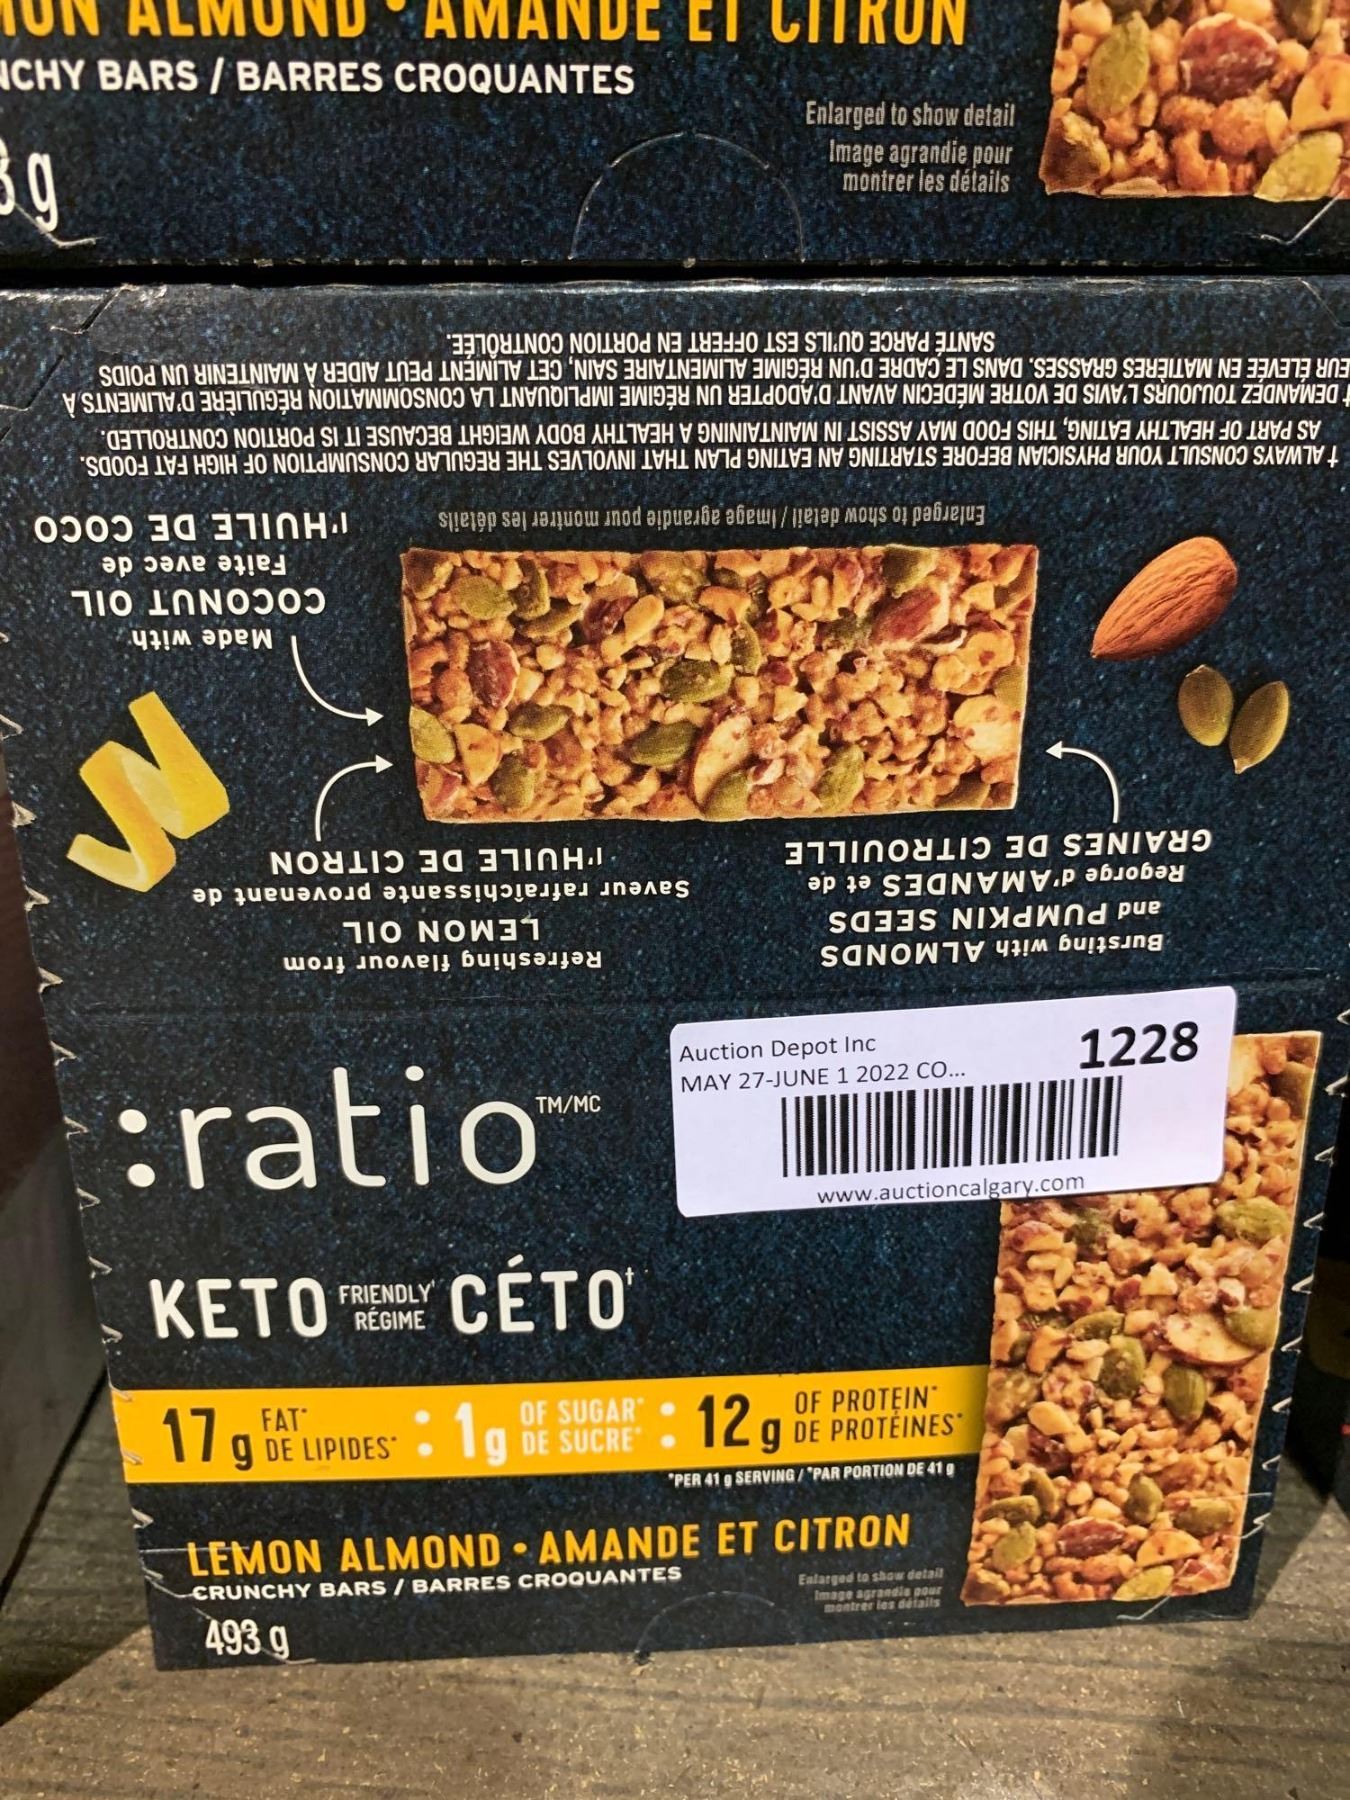 ALMOND • AMANDE ET CITRON
BARS / BARRES CROQUANTES
Enlarged to show detail
Image agrandie pour
montrer les détails
g
† ALWAYS CONSULT YOUR PHYSICIAN BEFORE STARTING AN EATING PLAN THAT INVOLVES THE REGULAR CONSUMPTION OF HIGH FAT FOODS.
AS PART OF HEALTHY EATING, THIS FOOD MAY ASSIST IN MAINTAINING A HEALTHY BODY WEIGHT BECAUSE IT IS PORTION CONTROLLED.
† DEMANDEZ TOUJOURS L'AVIS DE VOTRE MÉDECIN AVANT D'ADOPTER UN RÉGIME IMPLIQUANT LA CONSOMMATION RÉGULIÈRE D'ALIMENTS À
EUR ÉLEVÉE EN MATIÈRES GRASSES. DANS LE CADRE D'UN RÉGIME ALIMENTAIRE SAIN, CET ALIMENT PEUT AIDER À MAINTENIR UN POIDS
SANTÉ PARCE QU'ILS EST OFFERT EN PORTION CONTRÔLÉE.
Bursting with ALMONDS
and PUMPKIN SEEDS
Regorge d'AMANDES et de
GRAINES DE CITROUILLE
Refreshing flavour from
LEMON OIL
Saveur rafraîchissante provenant de
l'HUILE DE CITRON
Made with
COCONUT OIL
Faite avec de
l'HUILE DE COCO
Enlarged to show detail / Image agrandie pour montrer les détails
Auction Depot Inc
1228
MAY 27-JUNE 1 2022 CO...
www.auctioncalgary.com
:ratio TM/MC
KETO FRIENDLY† RÉGIME CÉTO†
17 g FAT* DE LIPIDES* : 1 g OF SUGAR* DE SUCRE* : 12 g OF PROTEIN* DE PROTÉINES*
*PER 41 g SERVING / *PAR PORTION DE 41 g
LEMON ALMOND • AMANDE ET CITRON
CRUNCHY BARS / BARRES CROQUANTES
493 g
Enlarged to show detail
Image agrandie pour
montrer les détails